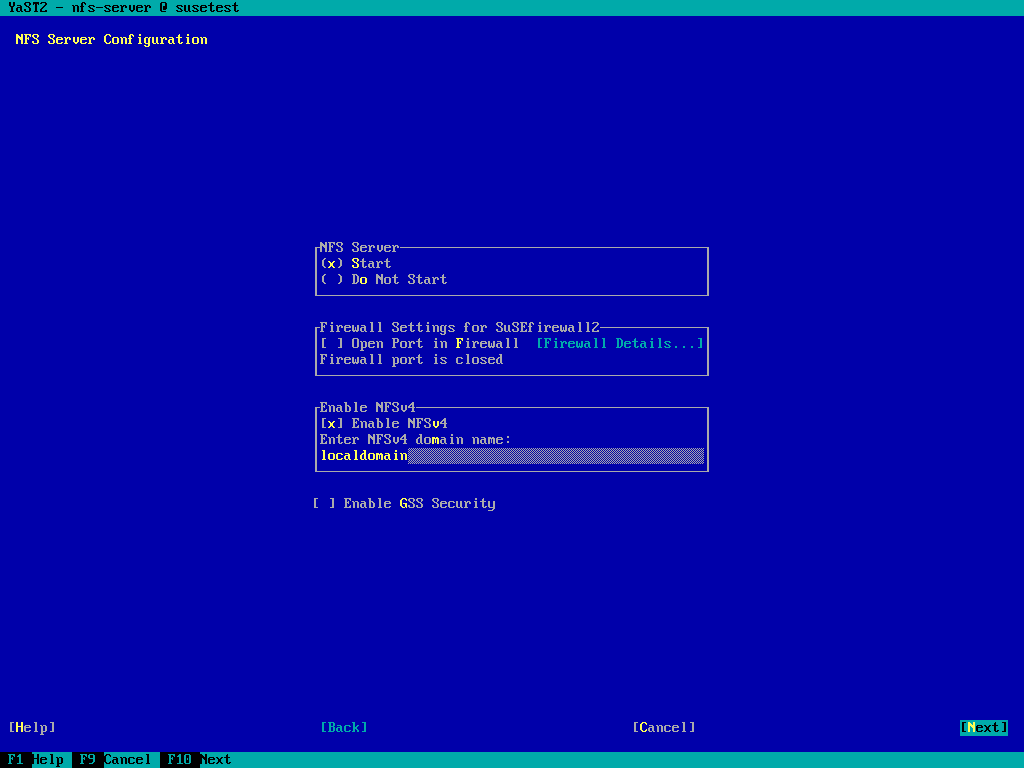 YaST2 - nfs-server @ susetest
NFS Server Configuration
NFS Server
(x) Start
( ) Do Not Start
Firewall Settings for SuSEfirewall2
[ ] Open Port in Firewall [Firewall Details...]
Firewall port is closed
Enable NFSv4
[x] Enable NFSv4
Enter NFSv4 domain name:
localdomain
[ ] Enable GSS Security
[Help] [Back] [Cancel] [Next]
F1 Help F9 Cancel F10 Next